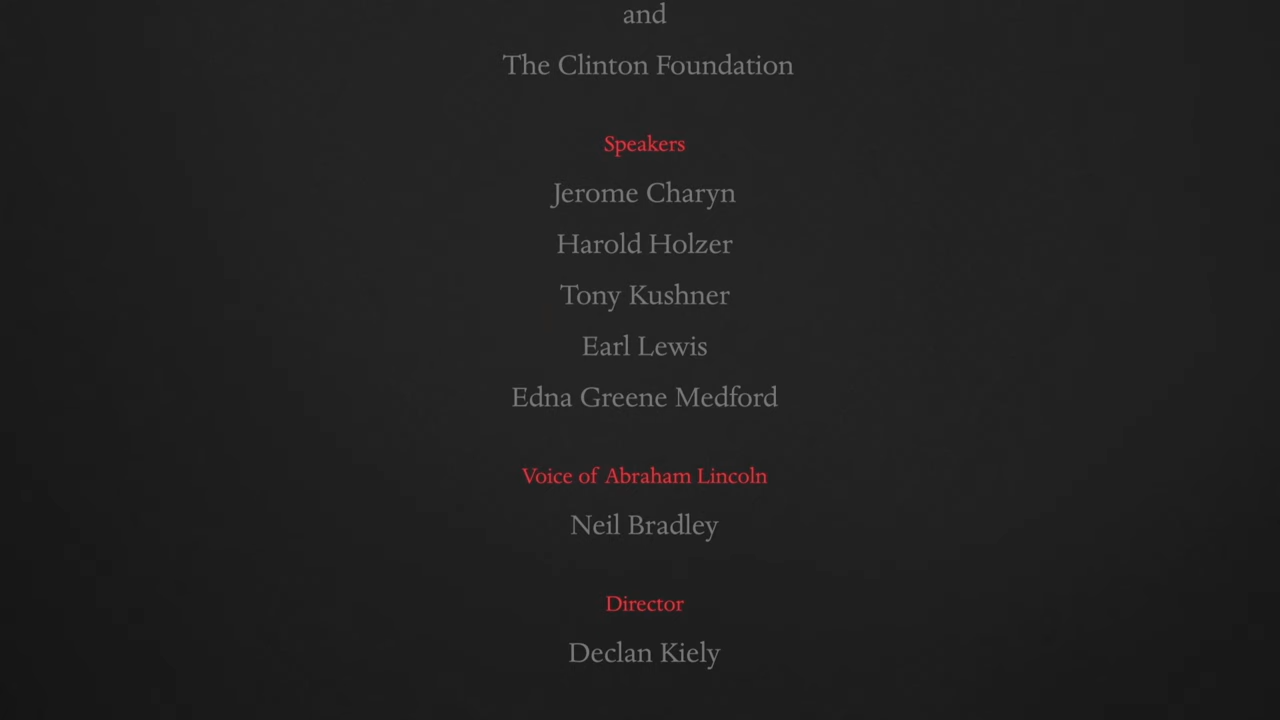 and
The Clinton Foundation
Speakers
Jerome Charyn
Harold Holzer
Tony Kushner
Earl Lewis
Edna Greene Medford
Voice of Abraham Lincoln
Neil Bradley
Director
Declan Kiely